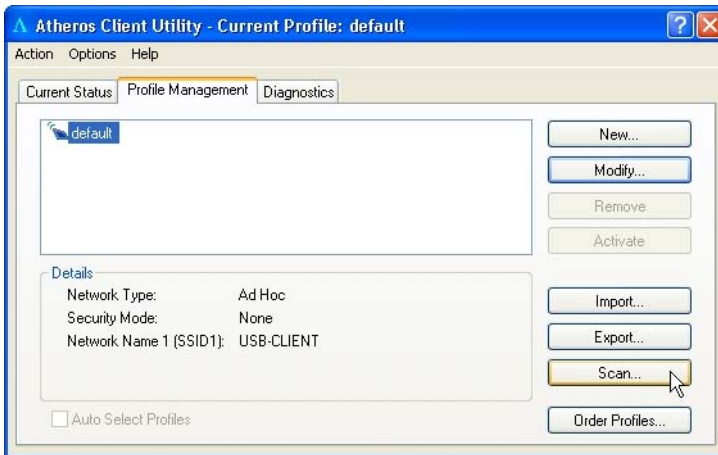 Atheros Client Utility - Current Profile: default
Action Options Help
Current Status Profile Management Diagnostics
default
New...
Modify...
Remove
Activate
Details
Network Type: Ad Hoc
Security Mode: None
Network Name 1 (SSID1): USB-CLIENT
Import...
Export...
Scan...
Auto Select Profiles
Order Profiles...